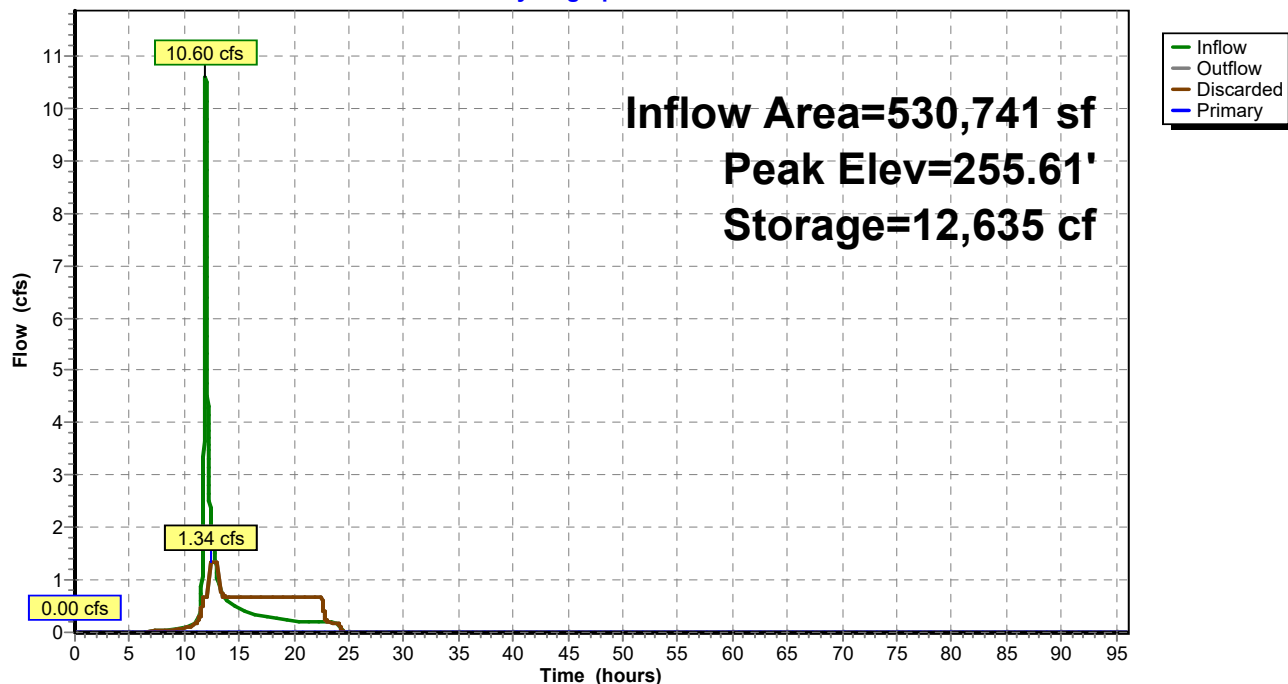 10.60 cfs
Inflow Area=530,741 sf
Peak Elev=255.61'
Storage=12,635 cf
1.34 cfs
0.00 cfs
Inflow
Outflow
Discarded
Primary
Flow (cfs)
11
10
9
8
7
6
5
4
3
2
1
0
0 5 10 15 20 25 30 35 40 45 50 55 60 65 70 75 80 85 90 95
Time (hours)